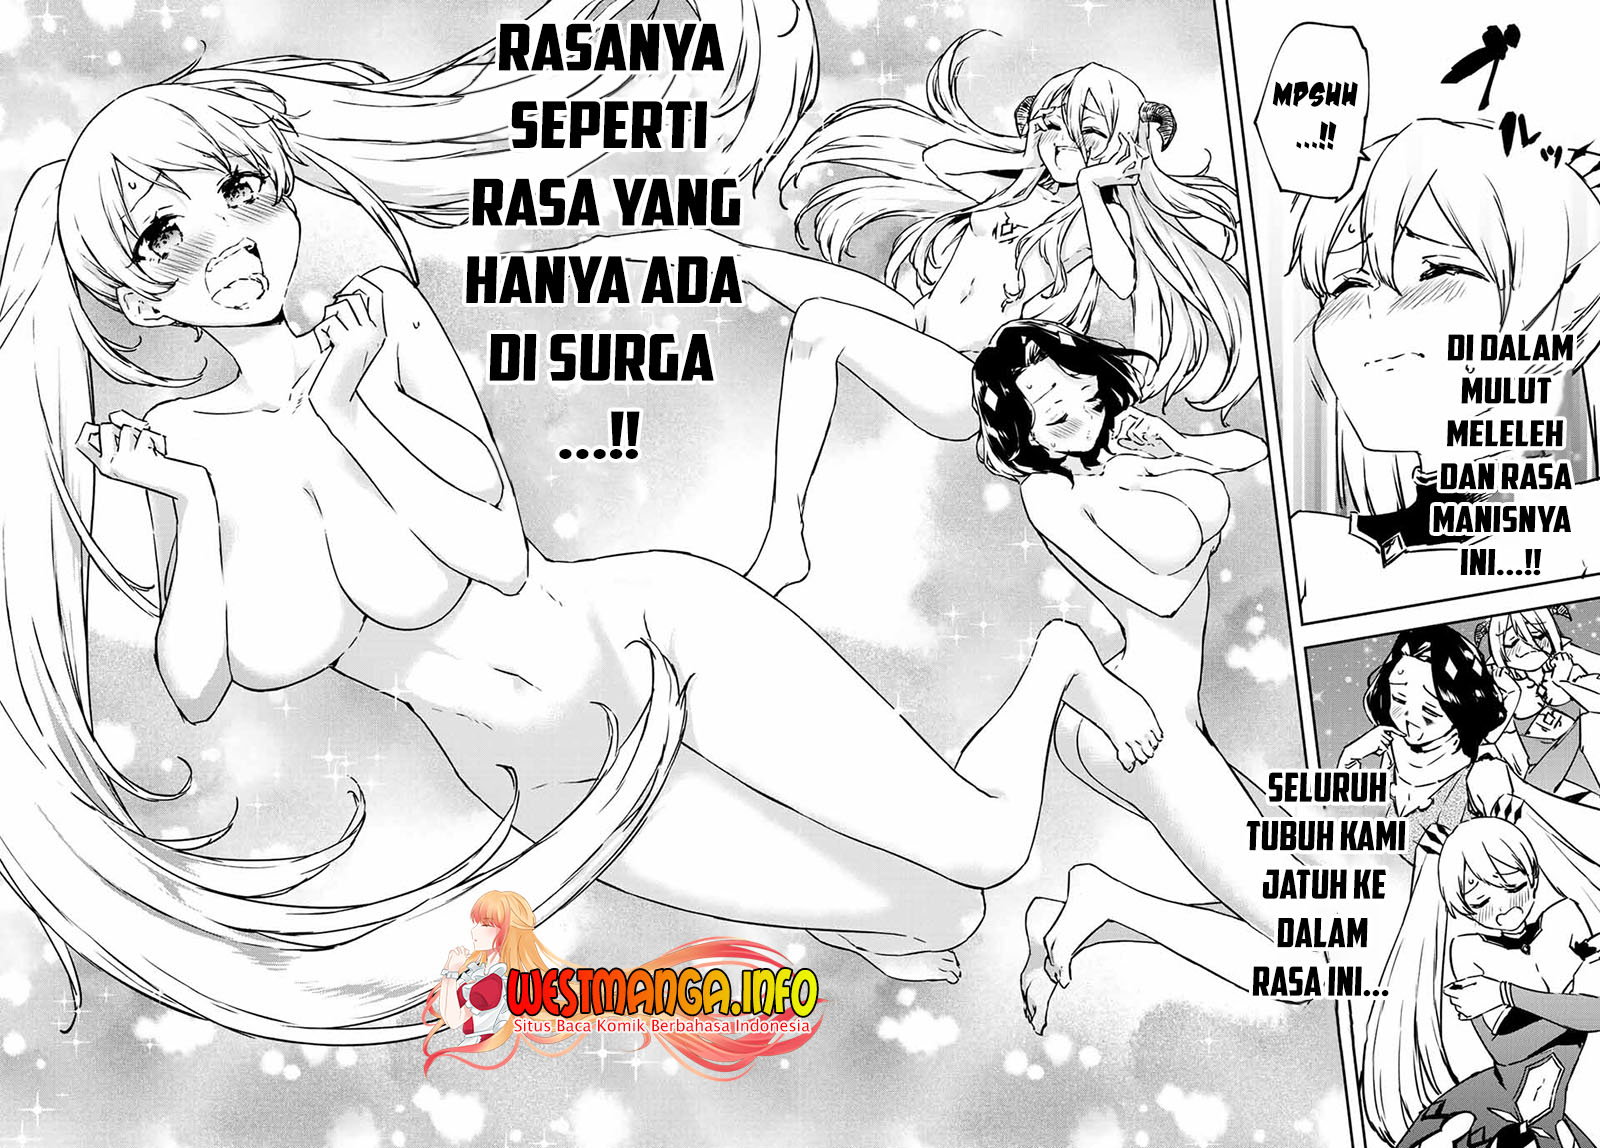 MPSHH
...!!
DI DALAM
MULUT
MELELEH
DAN RASA
MANISNYA
INI...!!
SELURUH
TUBUH KAMI
JATUH KE
DALAM
RASA INI...
RASANYA
SEPERTI
RASA YANG
HANYA ADA
DI SURGA
...!!
WESTMANGA.INFO
SITUS BACA KOMIK BERBAHASA INDONESIA